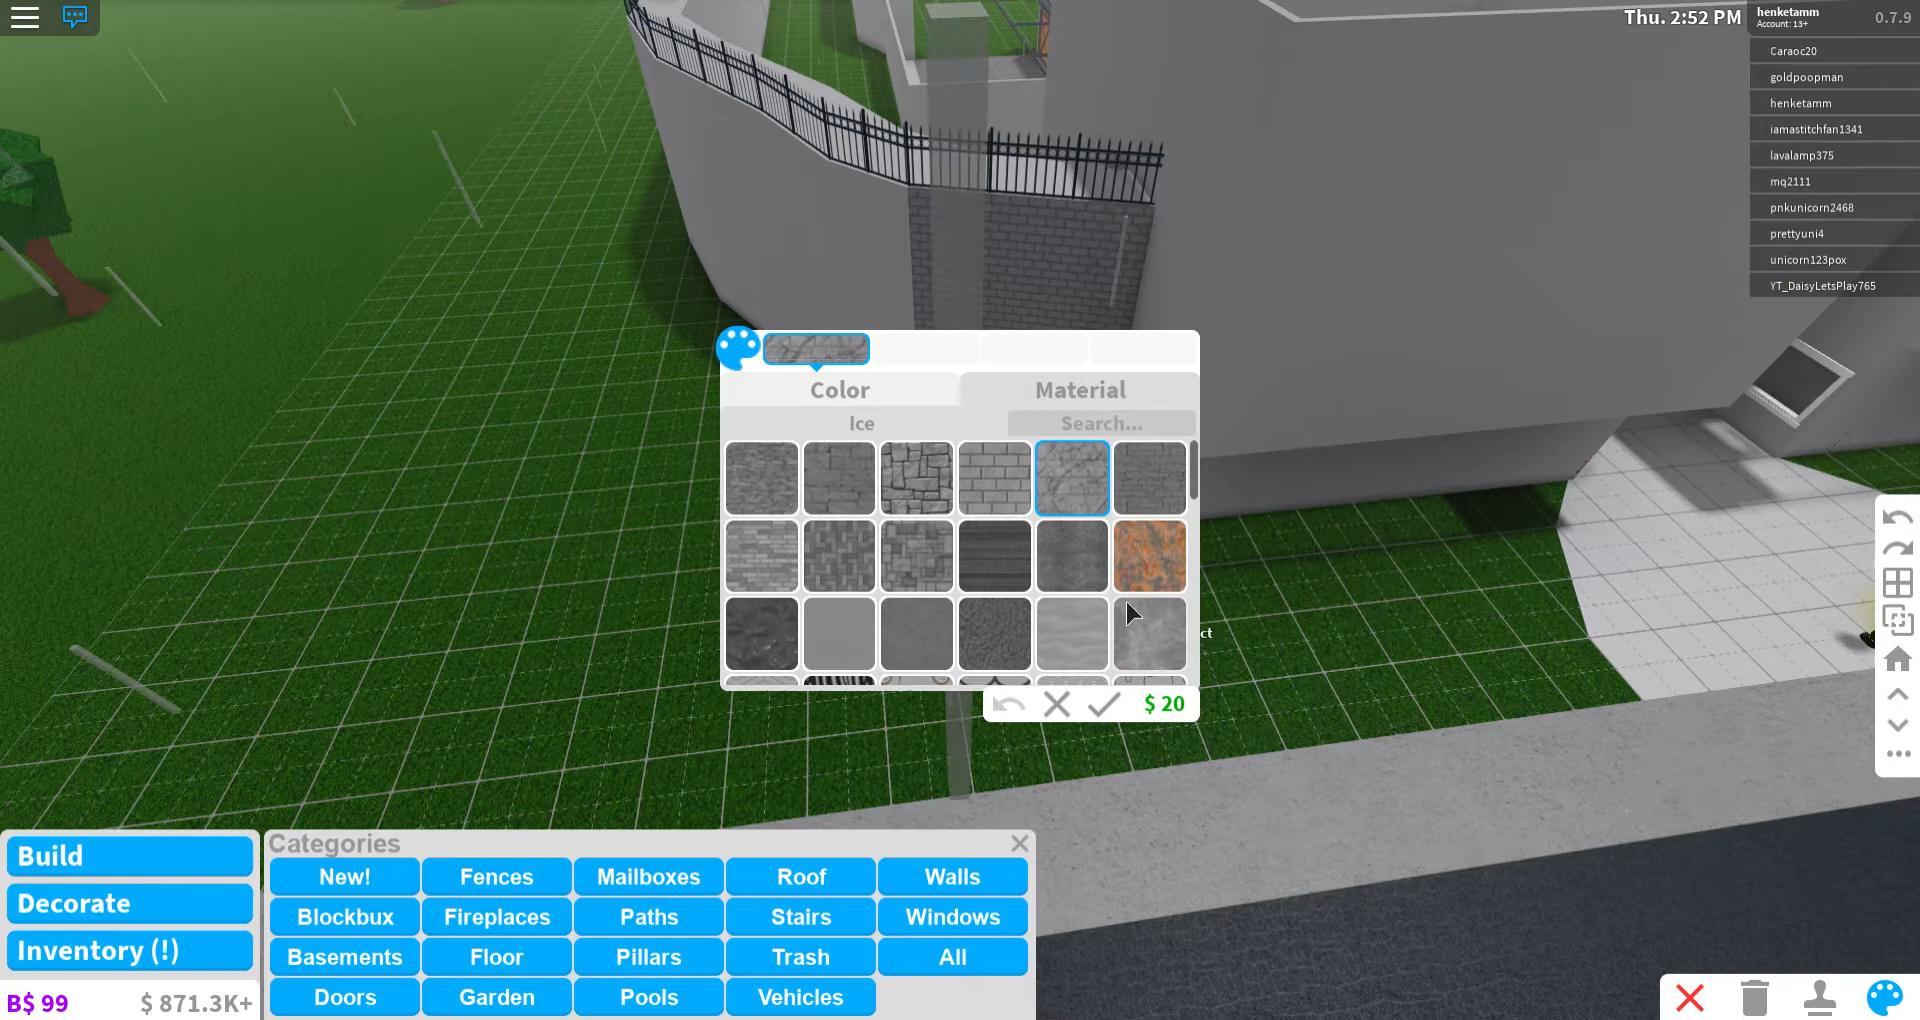 Thu. 2:52 PM
henketamm
Account: 13+
0.7.9
Caraoc20
goldpoopman
henketamm
iamastitchfan1341
lavalamp375
mq2111
pnkunicorn2468
prettyuni4
unicorn123pox
YT_DaisyLetsPlay765
Color Material
Ice Search...
ct
$ 20
Build
Decorate
Inventory (!)
B$ 99 $ 871.3K+
Categories
New! Fences Mailboxes Roof Walls
Blockbux Fireplaces Paths Stairs Windows
Basements Floor Pillars Trash All
Doors Garden Pools Vehicles